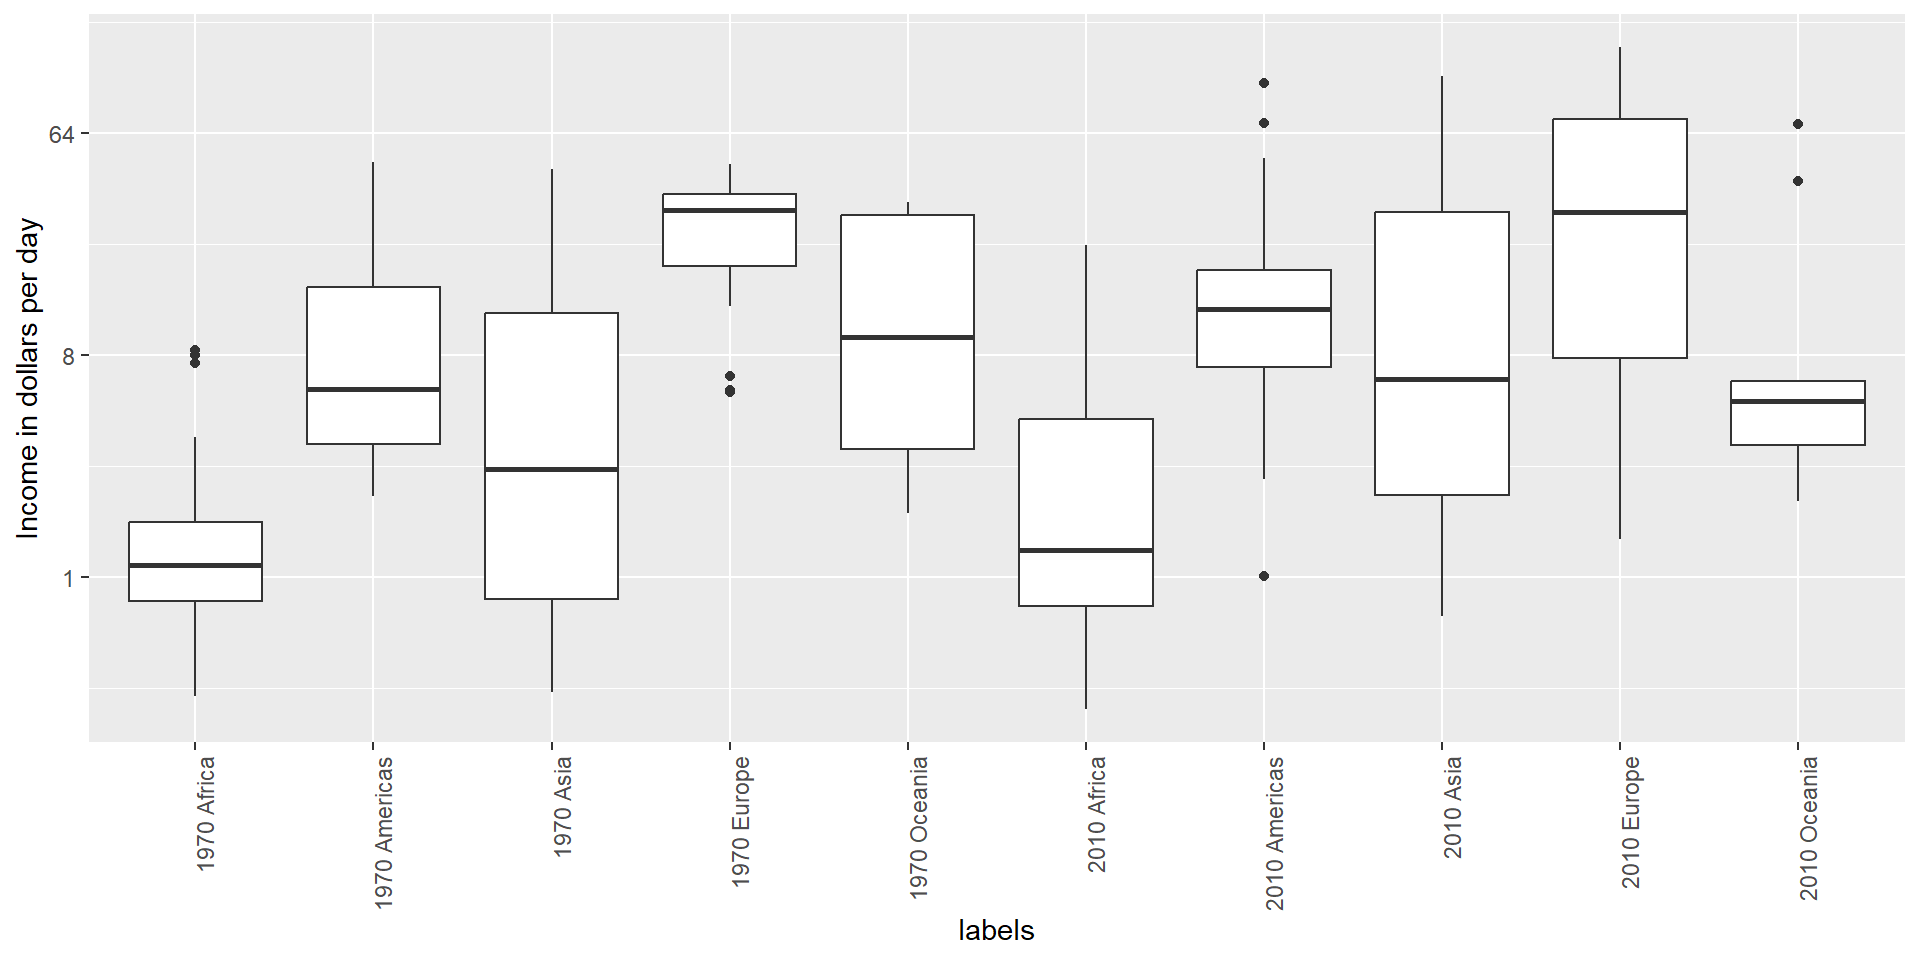 Income in dollars per day
64
8
1
1970 Africa
1970 Americas
1970 Asia
1970 Europe
1970 Oceania
2010 Africa
2010 Americas
2010 Asia
2010 Europe
2010 Oceania
labels